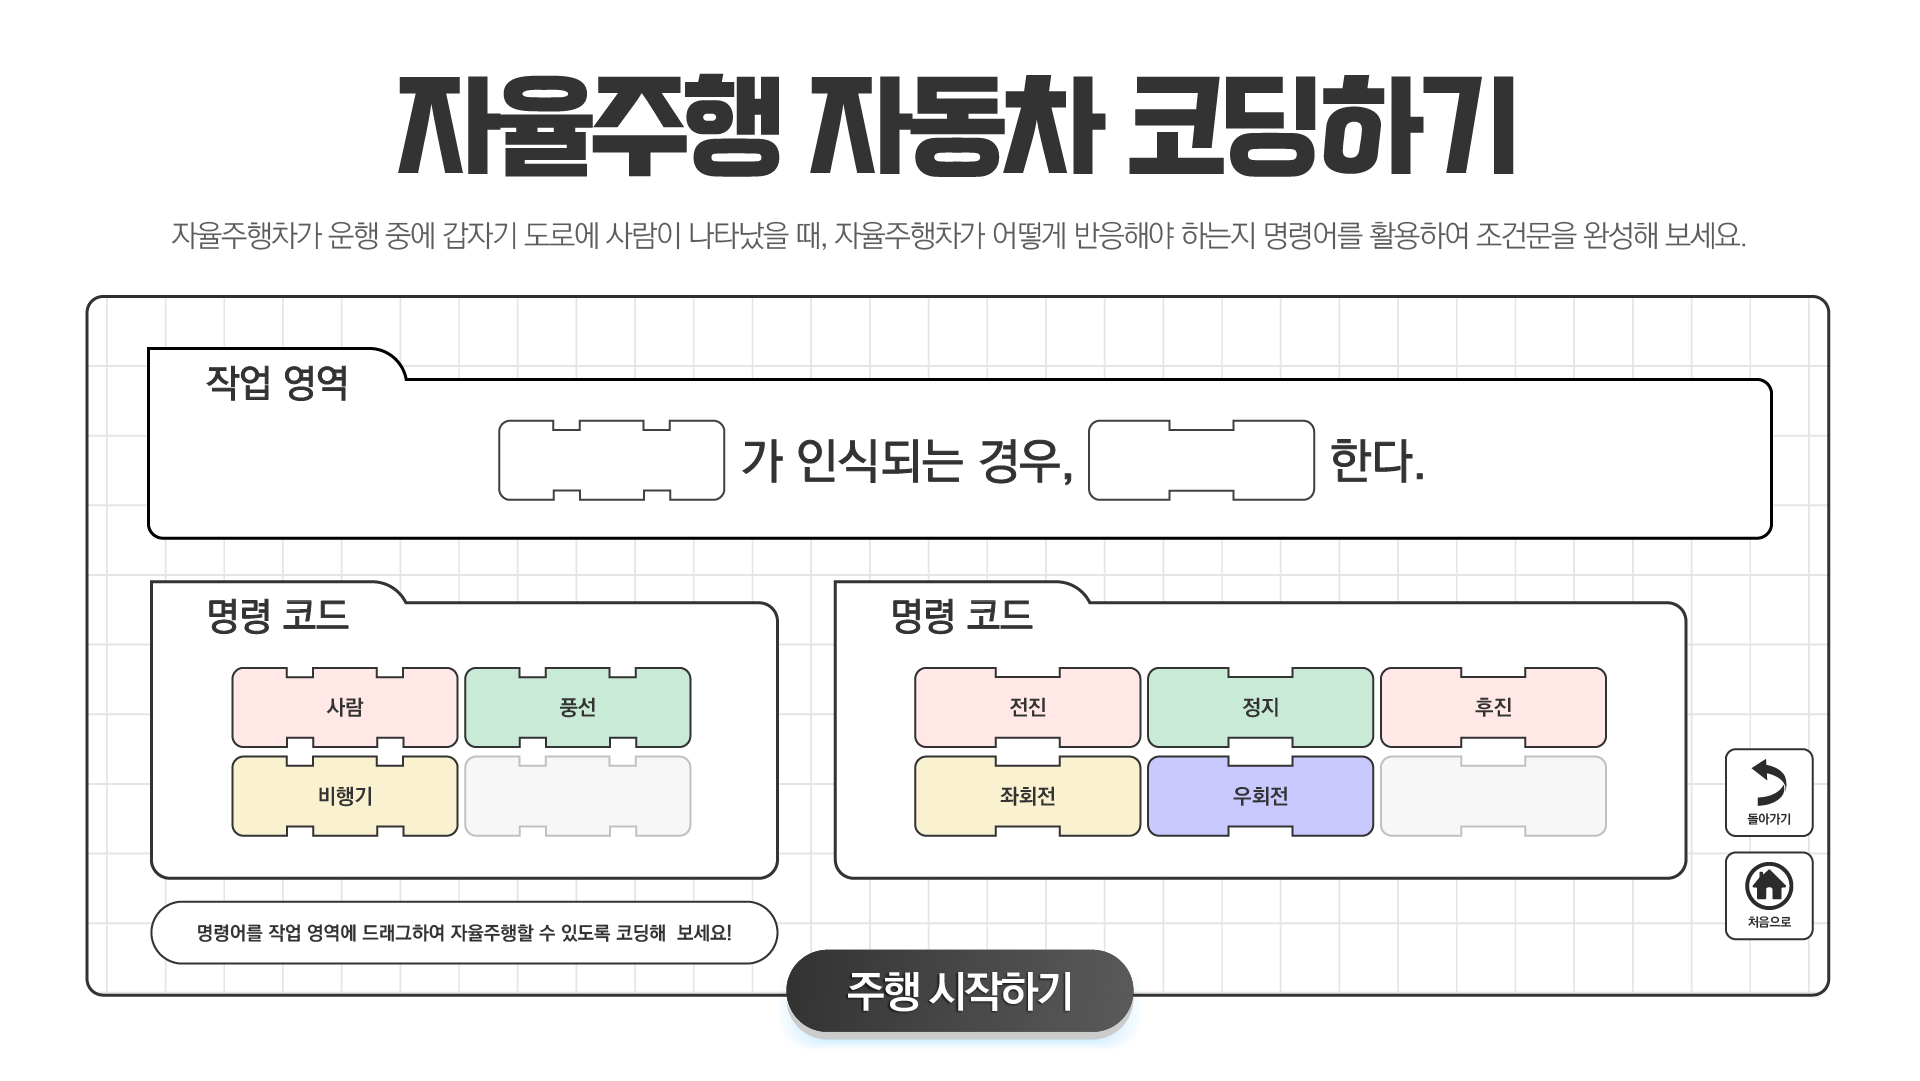 자율주행 자동차 코딩하기
자율주행차가 운행 중에 갑자기 도로에 사람이 나타났을 때, 자율주행차가 어떻게 반응해야 하는지 명령어를 활용하여 조건문을 완성해 보세요.
작업 영역
가 인식되는 경우, 한다.
명령 코드
사람 풍선
비행기
명령 코드
전진 정지 후진
좌회전 우회전
돌아가기
처음으로
명령어를 작업 영역에 드래그하여 자율주행할 수 있도록 코딩해 보세요!
주행 시작하기